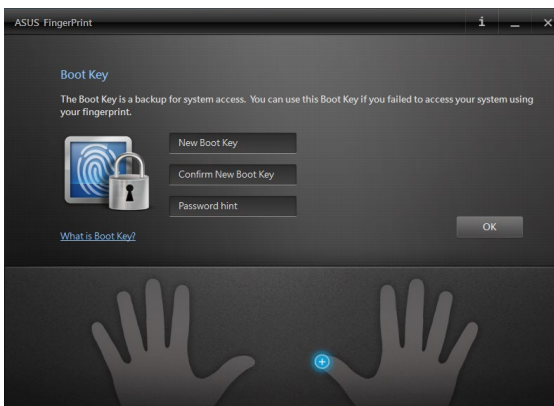 ASUS FingerPrint
Boot Key
The Boot Key is a backup for system access. You can use this Boot Key if you failed to access your system using
your fingerprint.
New Boot Key
Confirm New Boot Key
Password hint
OK
What is Boot Key?